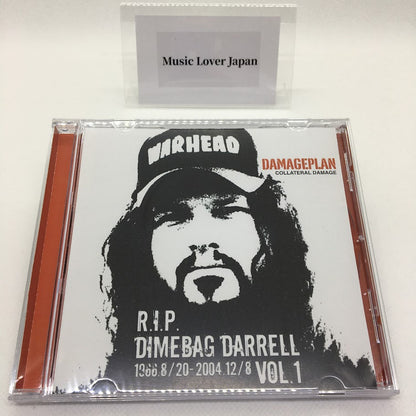 Music Lover Japan
WARHEAD
DAMAGEPLAN
COLLATERAL DAMAGE
R.I.P.
DIMEBAG DARRELL
1966 8/20-2004 12/8 VOL.1